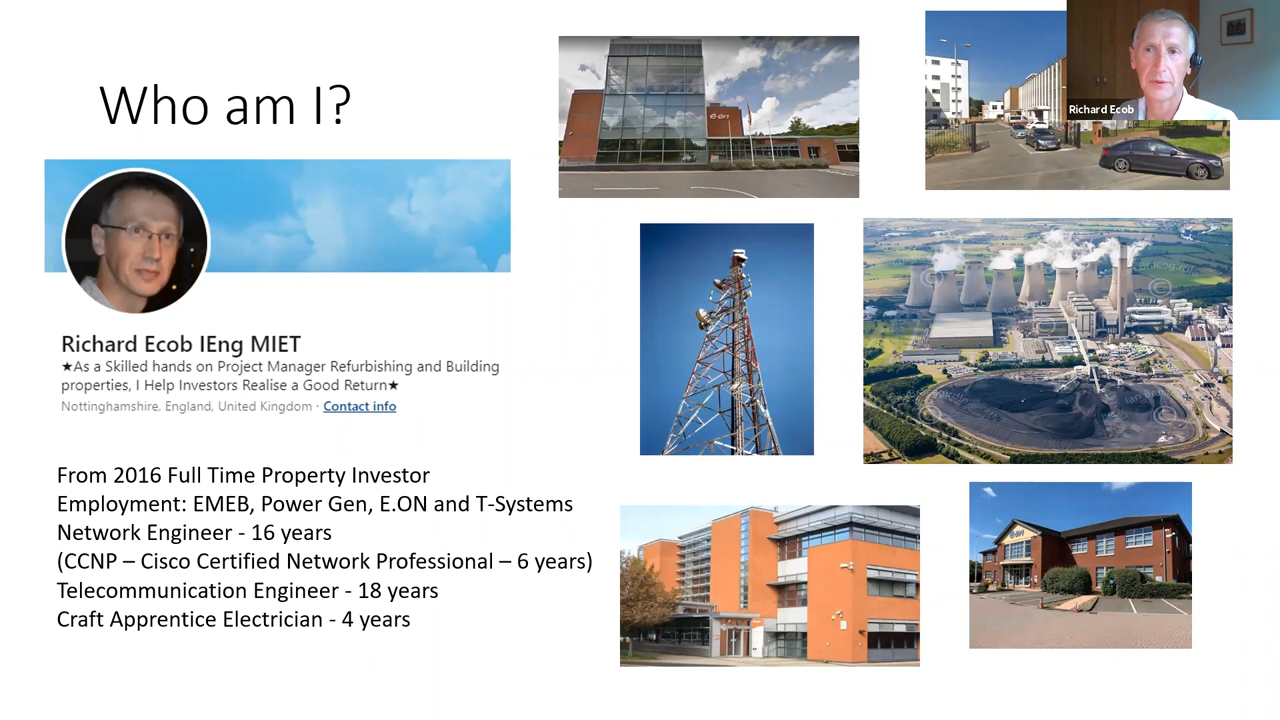 Who am I?
Richard Ecob
e·on
Richard Ecob IEng MIET
★As a Skilled hands on Project Manager Refurbishing and Building
properties, I Help Investors Realise a Good Return★
Nottinghamshire, England, United Kingdom · Contact info
From 2016 Full Time Property Investor
Employment: EMEB, Power Gen, E.ON and T-Systems
Network Engineer - 16 years
(CCNP – Cisco Certified Network Professional – 6 years)
Telecommunication Engineer - 18 years
Craft Apprentice Electrician - 4 years
e·on